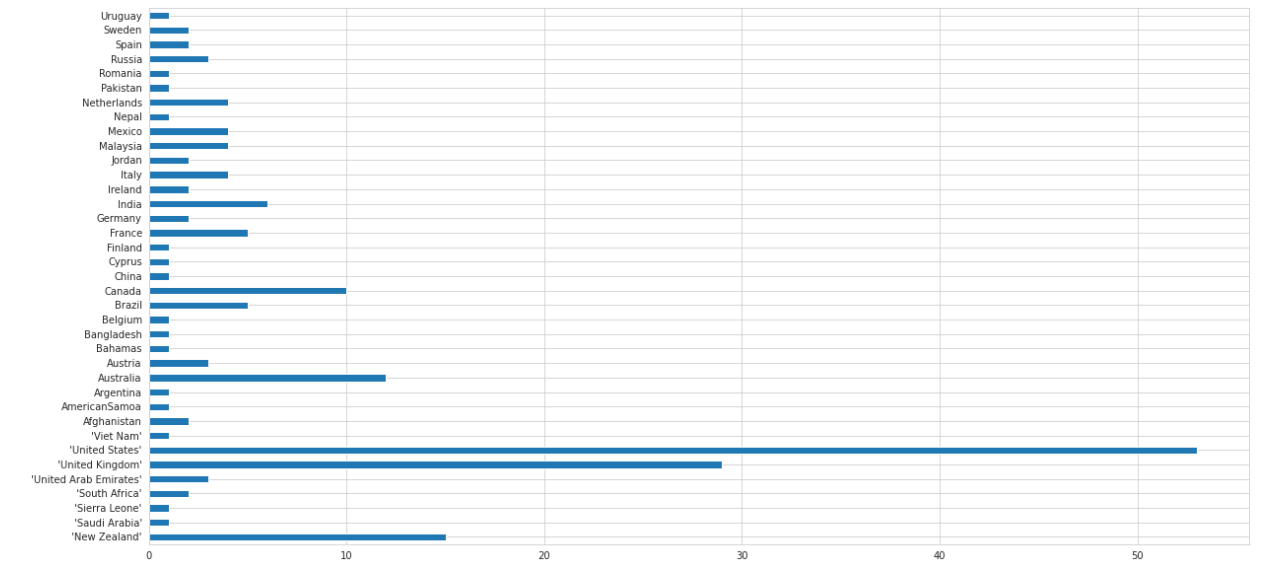 Uruguay
Sweden
Spain
Russia
Romania
Pakistan
Netherlands
Nepal
Mexico
Malaysia
Jordan
Italy
Ireland
India
Germany
France
Finland
Cyprus
China
Canada
Brazil
Belgium
Bangladesh
Bahamas
Austria
Australia
Argentina
AmericanSamoa
Afghanistan
'Viet Nam'
'United States'
'United Kingdom'
'United Arab Emirates'
'South Africa'
'Sierra Leone'
'Saudi Arabia'
'New Zealand'
0 10 20 30 40 50